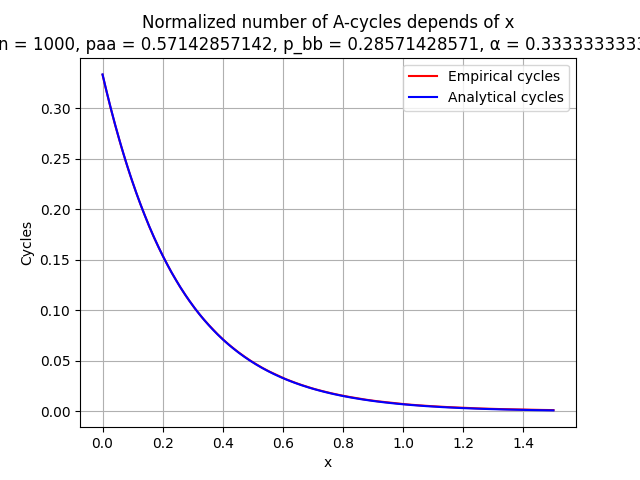 Normalized number of A-cycles depends of x
n = 1000, paa = 0.57142857142, p_bb = 0.28571428571, α = 0.3333333333
Empirical cycles
Analytical cycles
0.30
0.25
0.20
0.15
0.10
0.05
0.00
Cycles
0.0 0.2 0.4 0.6 0.8 1.0 1.2 1.4
x